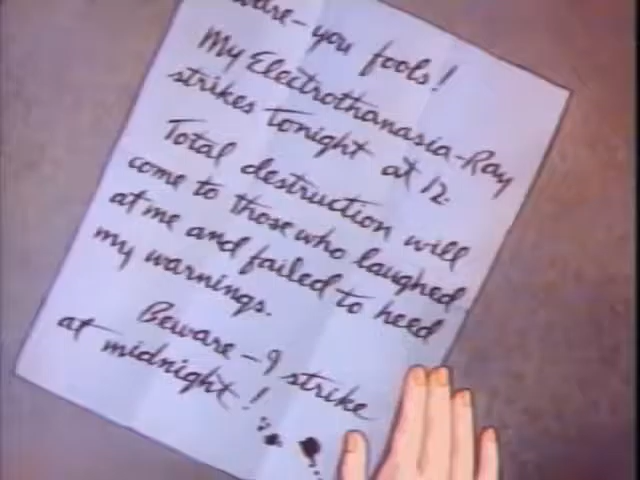 ware-you fools!
My Electrothanasia-Ray
strikes tonight at 12.
Total destruction will
come to those who laughed
at me and failed to heed
my warnings.
Beware-I strike
at midnight!